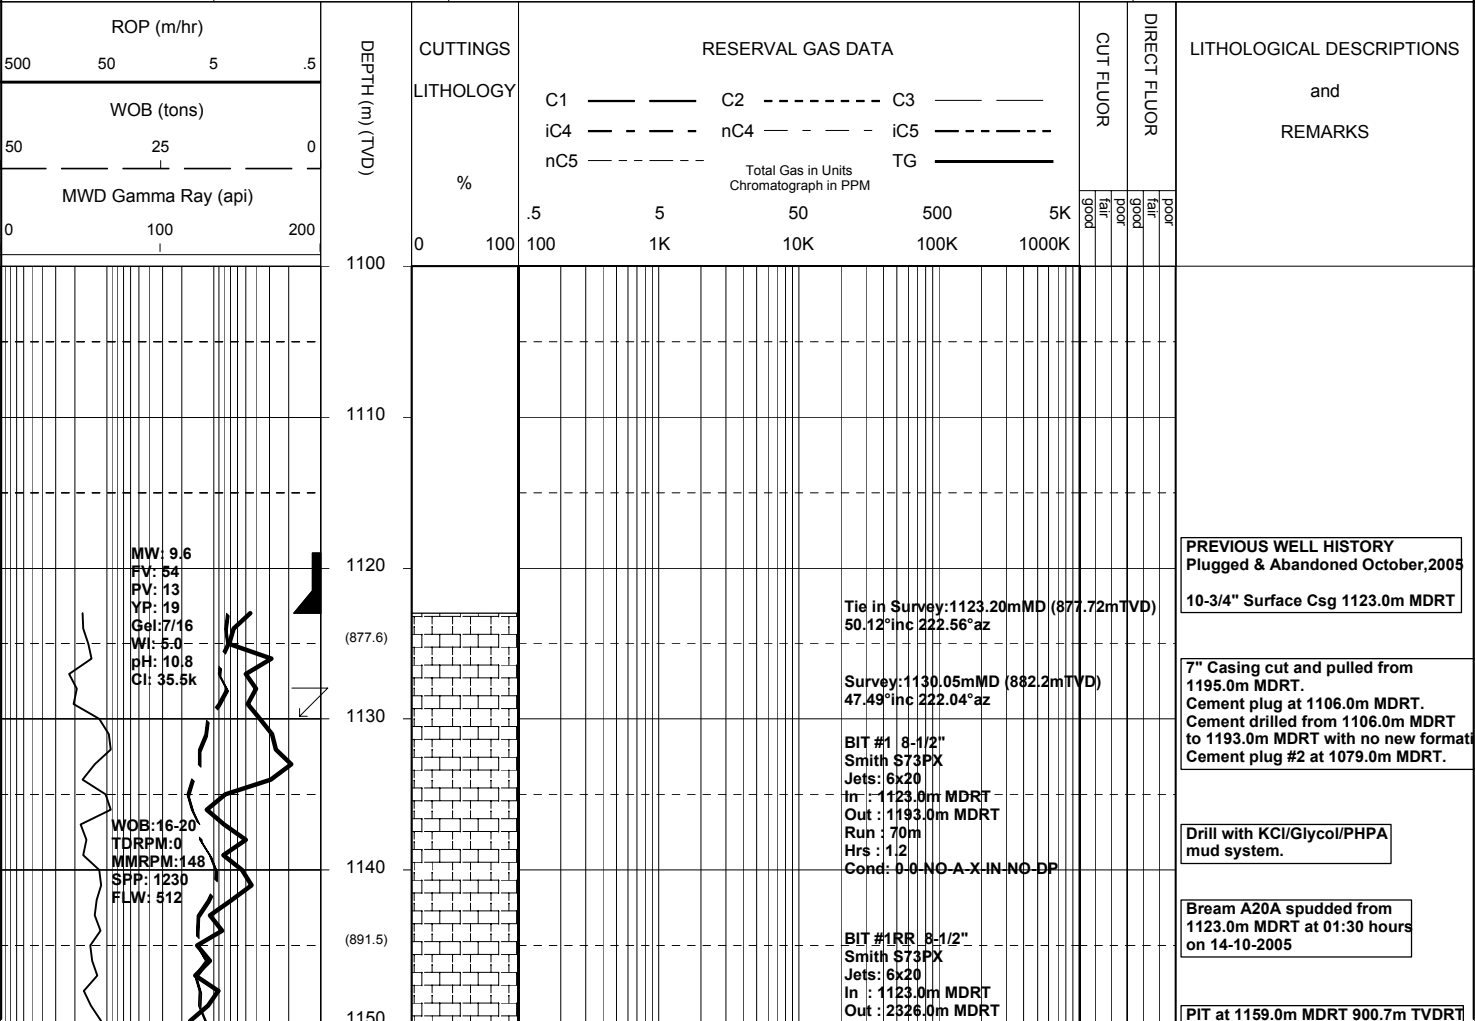 ROP (m/hr)
500 50 5 .5
WOB (tons)
50 25 0
MWD Gamma Ray (api)
0 100 200
DEPTH (m) (TVD)
CUTTINGS
LITHOLOGY
%
0 100
RESERVAL GAS DATA
C1 C2 C3
iC4 nC4 iC5
nC5 TG
Total Gas in Units
Chromatograph in PPM
.5 5 50 500 5K
100 1K 10K 100K 1000K
CUT FLUOR
good fair poor
DIRECT FLUOR
good fair poor
LITHOLOGICAL DESCRIPTIONS
and
REMARKS
1100
1110
1120
(877.6)
1130
1140
(891.5)
1150
MW: 9.6
FV: 54
PV: 13
YP: 19
Gel:7/16
Wl: 5.0
pH: 10.8
Cl: 35.5k
WOB:16-20
TDRPM:0
MMRPM:148
SPP: 1230
FLW: 512
Tie in Survey:1123.20mMD (877.72mTVD)
50.12°inc 222.56°az
Survey:1130.05mMD (882.2mTVD)
47.49°inc 222.04°az
BIT #1 8-1/2"
Smith S73PX
Jets: 6x20
In : 1123.0m MDRT
Out : 1193.0m MDRT
Run : 70m
Hrs : 1.2
Cond: 0-0-NO-A-X-IN-NO-DP
BIT #1RR 8-1/2"
Smith S73PX
Jets: 6x20
In : 1123.0m MDRT
Out : 2326.0m MDRT
PREVIOUS WELL HISTORY
Plugged & Abandoned October,2005
10-3/4" Surface Csg 1123.0m MDRT
7" Casing cut and pulled from
1195.0m MDRT.
Cement plug at 1106.0m MDRT.
Cement drilled from 1106.0m MDRT
to 1193.0m MDRT with no new formati
Cement plug #2 at 1079.0m MDRT.
Drill with KCl/Glycol/PHPA
mud system.
Bream A20A spudded from
1123.0m MDRT at 01:30 hours
on 14-10-2005
PIT at 1159.0m MDRT 900.7m TVDRT